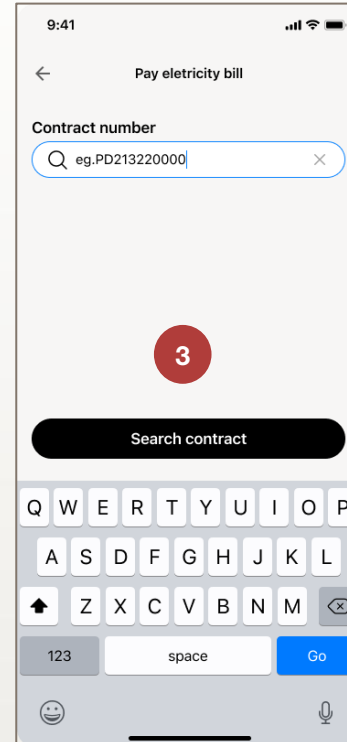 9:41
Pay eletricity bill
Contract number
eg.PD213220000
3
Search contract
Q W E R T Y U I O P
A S D F G H J K L
Z X C V B N M
123 space Go